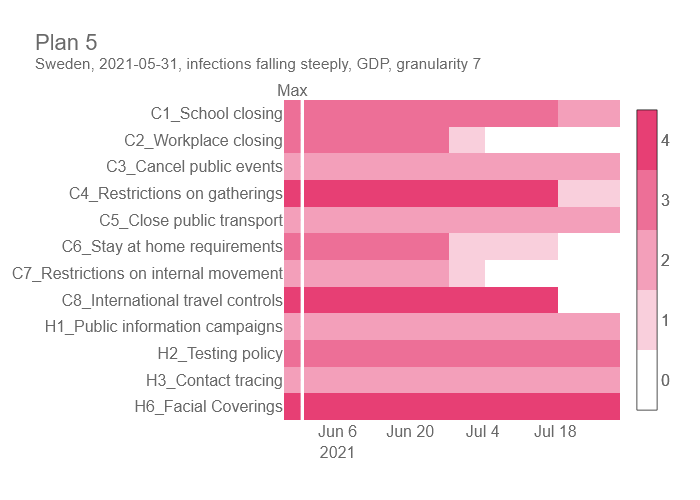 Plan 5
Sweden, 2021-05-31, infections falling steeply, GDP, granularity 7
Max
C1_School closing
C2_Workplace closing
C3_Cancel public events
C4_Restrictions on gatherings
C5_Close public transport
C6_Stay at home requirements
C7_Restrictions on internal movement
C8_International travel controls
H1_Public information campaigns
H2_Testing policy
H3_Contact tracing
H6_Facial Coverings
4
3
2
1
0
Jun 6 Jun 20 Jul 4 Jul 18
2021